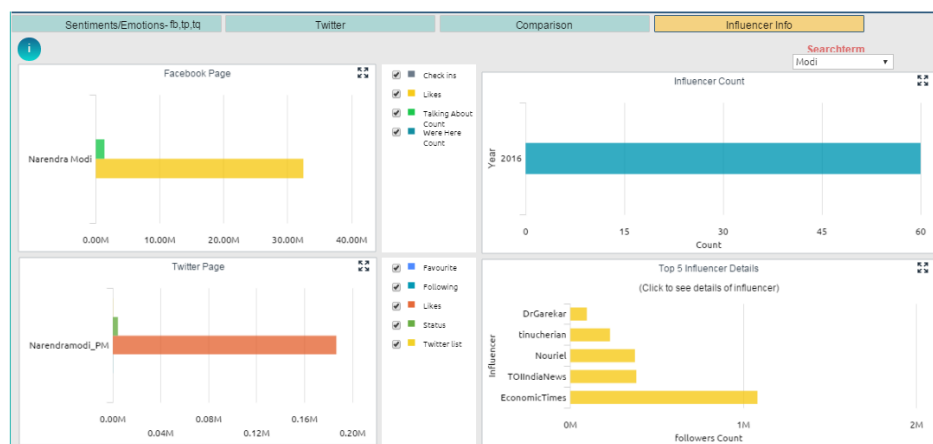 Sentiments/Emotions- fb,tp,tq
Twitter
Comparison
Influencer Info
i
Searchterm
Modi
Facebook Page
Narendra Modi
0.00M 10.00M 20.00M 30.00M 40.00M
Check ins
Likes
Talking About
Count
Were Here
Count
Influencer Count
Year
2016
0 15 30 45 60
Count
Twitter Page
Narendramodi_PM
0.00M 0.08M 0.16M
0.04M 0.12M 0.20M
Favourite
Following
Likes
Status
Twitter list
Top 5 Influencer Details
(Click to see details of influencer)
Influencer
DrGarekar
tinucherian
Nouriel
TOIIndiaNews
EconomicTimes
0M 1M 2M
followers Count